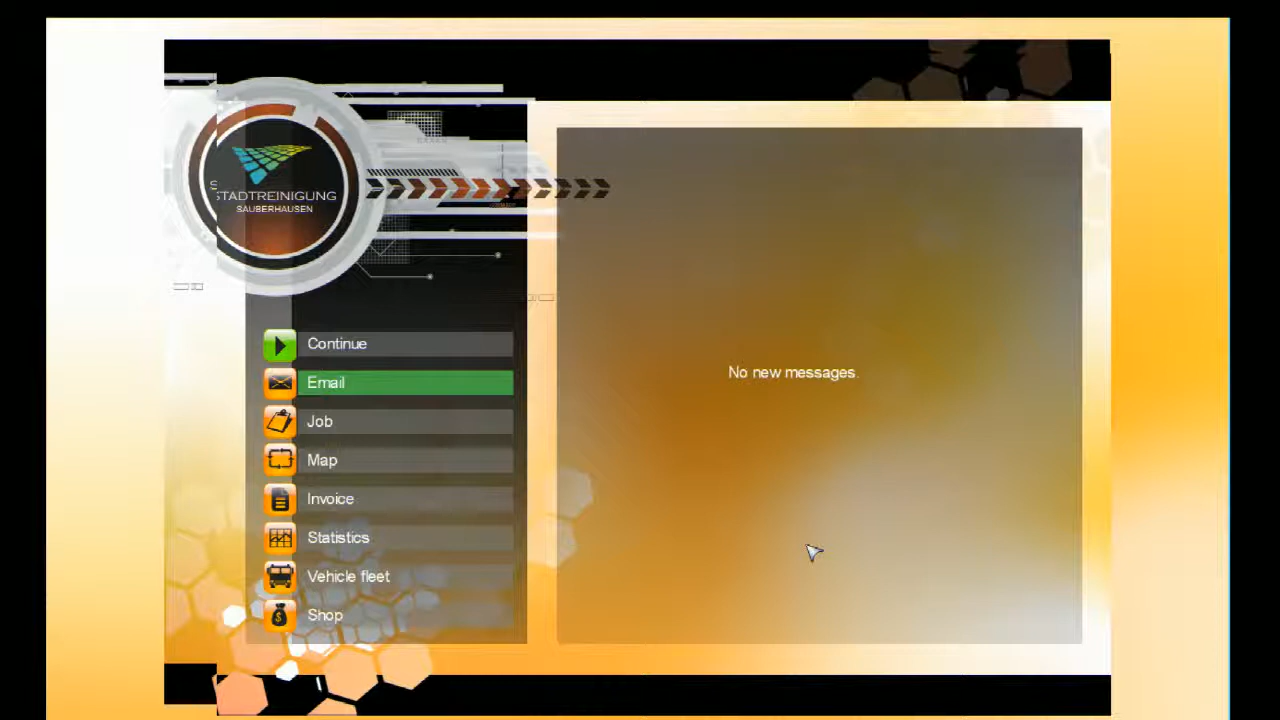 STADTREINIGUNG
SAUBERHAUSEN
Continue
Email
Job
Map
Invoice
Statistics
Vehicle fleet
Shop
No new messages.